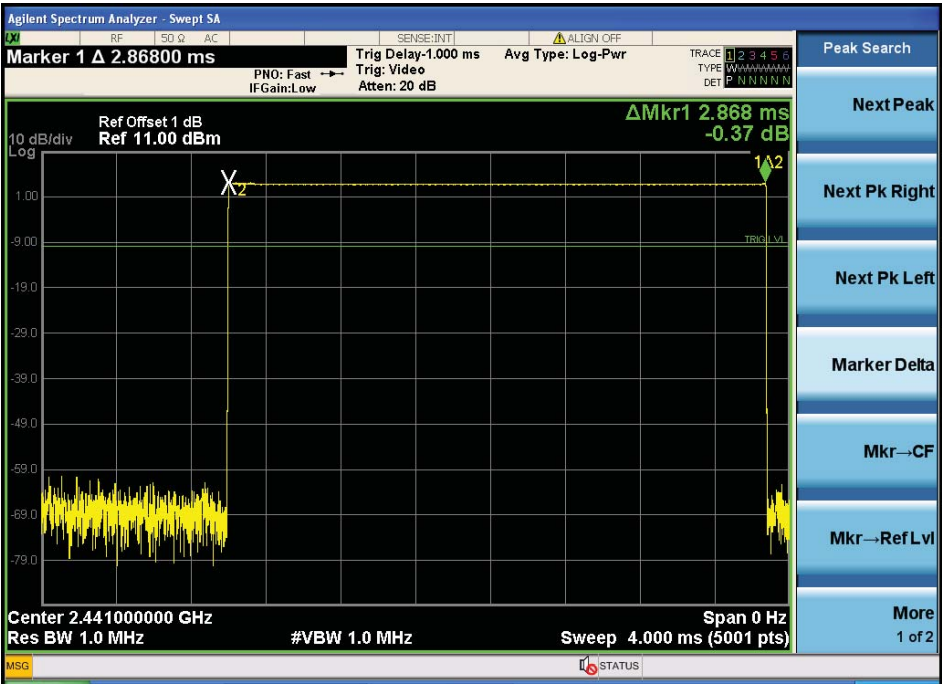 Agilent Spectrum Analyzer - Swept SA
LXI RF 50 Ω AC SENSE:INT ALIGN OFF
Marker 1 Δ 2.86800 ms
PNO: Fast
IFGain:Low
Trig Delay-1.000 ms
Trig: Video
Atten: 20 dB
Avg Type: Log-Pwr
TRACE 1 2 3 4 5 6
TYPE WWWWWW
DET P N N N N N
Ref Offset 1 dB
10 dB/div Ref 11.00 dBm
Log
ΔMkr1 2.868 ms
-0.37 dB
1Δ2
X2
TRIG LVL
1.00
-9.00
-19.0
-29.0
-39.0
-49.0
-59.0
-69.0
-79.0
Center 2.441000000 GHz Span 0 Hz
Res BW 1.0 MHz #VBW 1.0 MHz Sweep 4.000 ms (5001 pts)
MSG STATUS
Peak Search
Next Peak
Next Pk Right
Next Pk Left
Marker Delta
Mkr→CF
Mkr→Ref Lvl
More
1 of 2